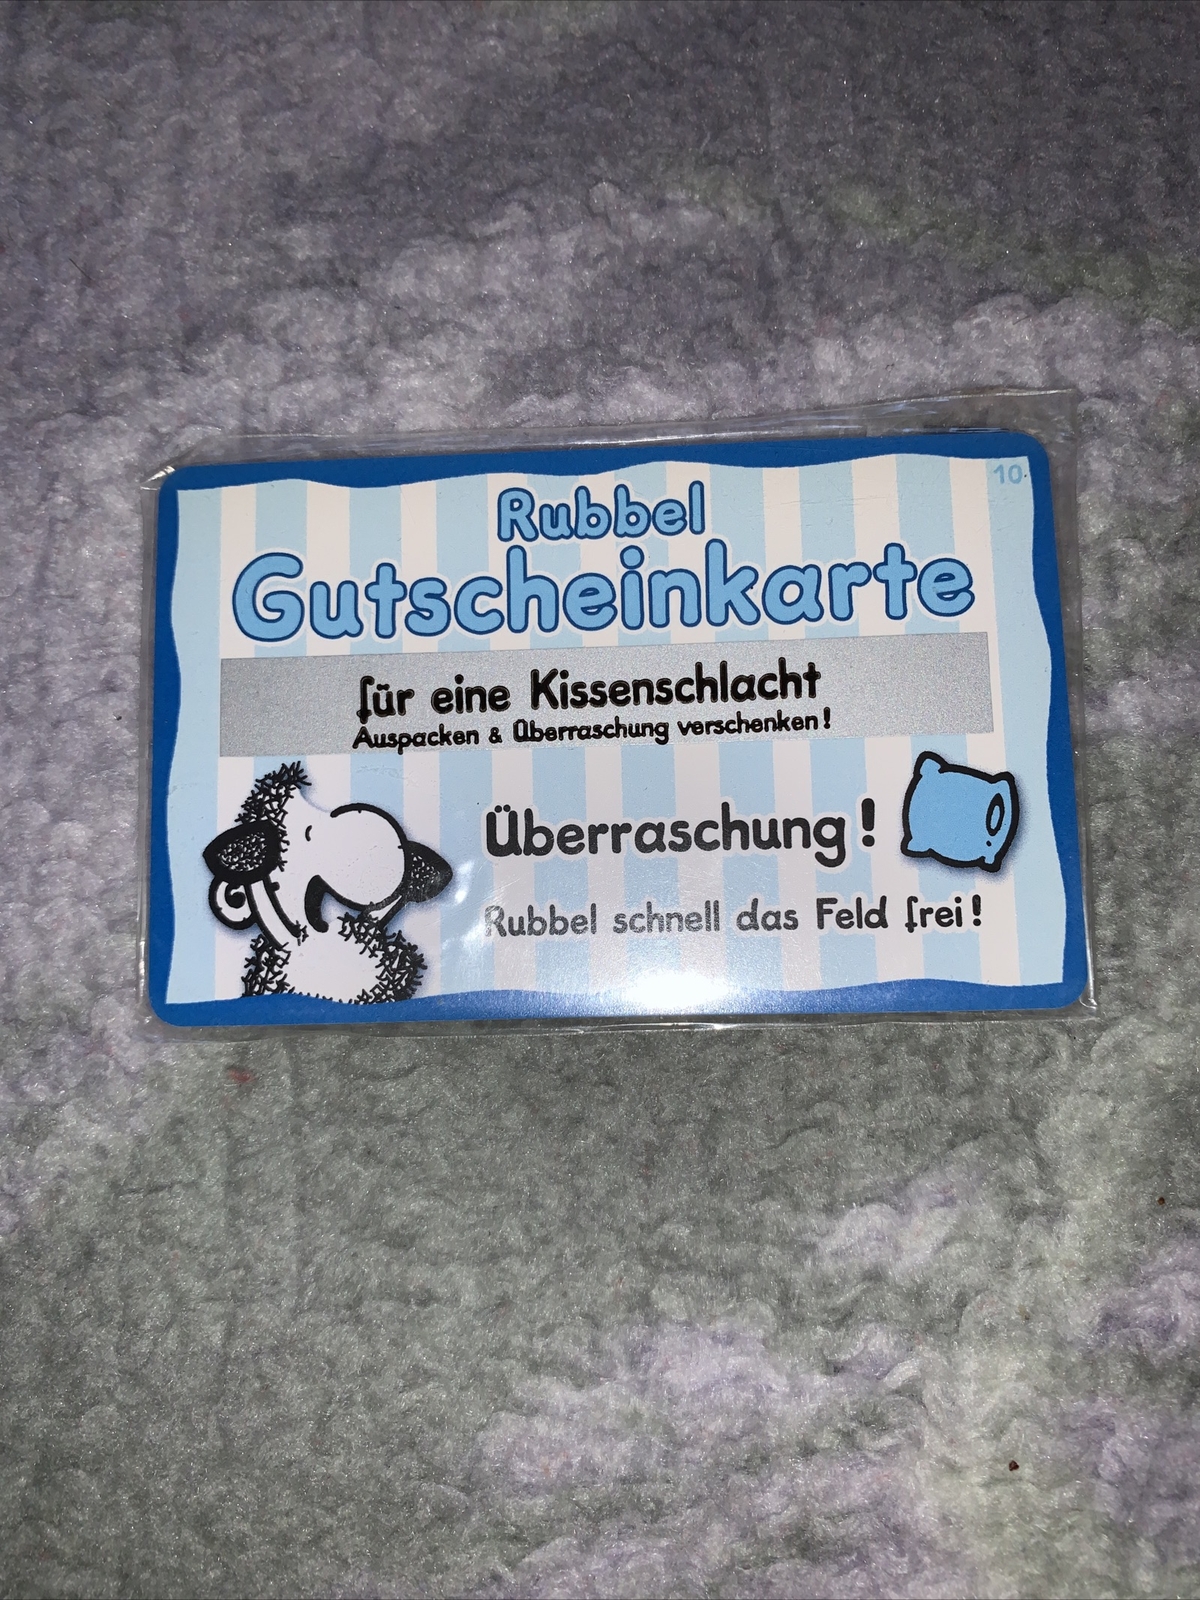 10
Rubbel
Gutscheinkarte
für eine Kissenschlacht
Auspacken & Überraschung verschenken!
Überraschung!
Rubbel schnell das Feld frei!